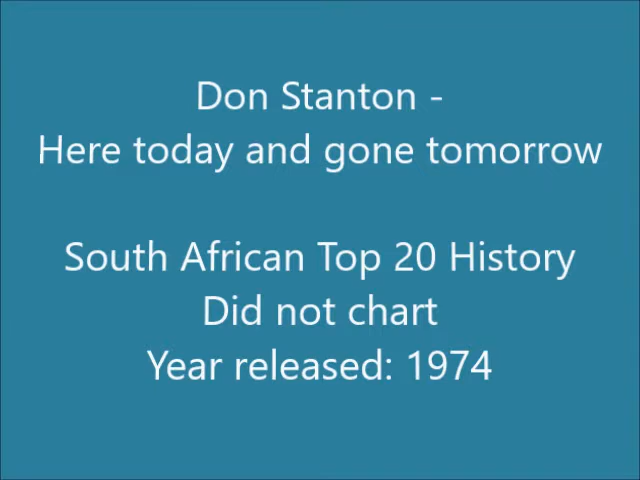 Don Stanton -
Here today and gone tomorrow
South African Top 20 History
Did not chart
Year released: 1974